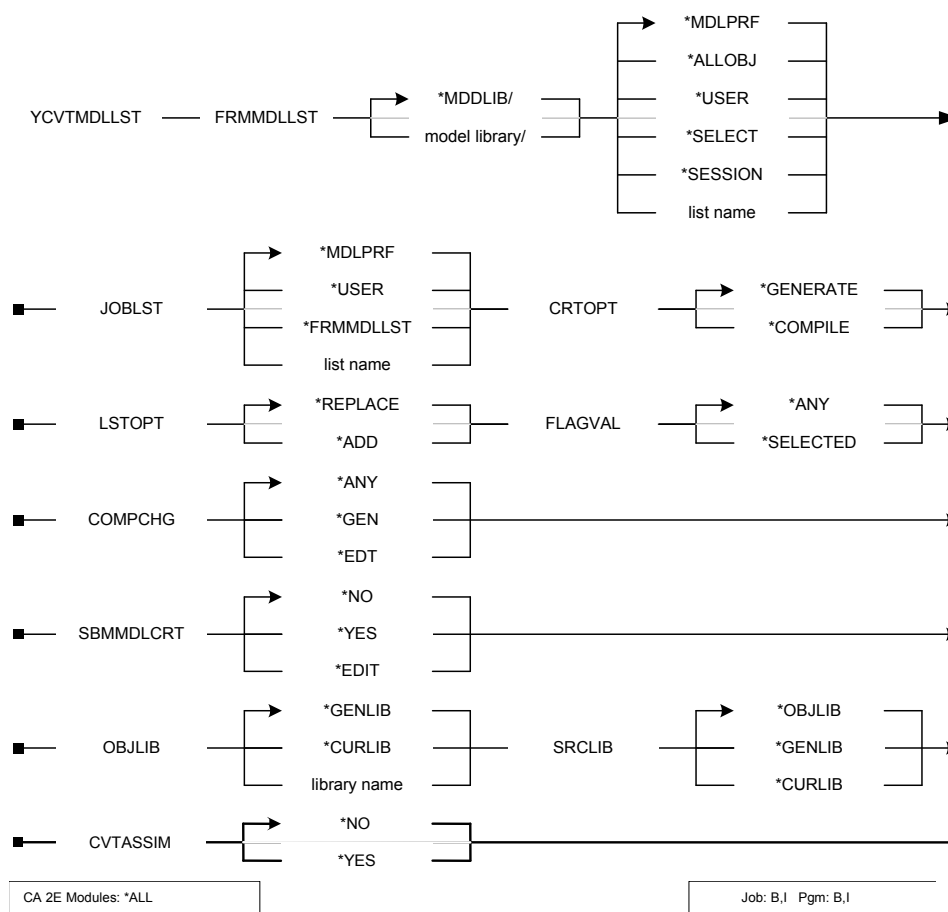 *MDLPRF
*ALLOBJ
*MDDLIB/
*USER
YCVTMDLLST
FRMMDLLST
model library/
*SELECT
*SESSION
list name
*MDLPRF
JOBLST
*USER
CRTOPT
*GENERATE
*FRMMDLLST
*COMPILE
list name
LSTOPT
*REPLACE
FLAGVAL
*ANY
*ADD
*SELECTED
*ANY
COMPCHG
*GEN
*EDT
*NO
SBMMDLCRT
*YES
*EDIT
*GENLIB
*OBJLIB
OBJLIB
*CURLIB
SRCLIB
*GENLIB
library name
*CURLIB
CVTASSIM
*NO
*YES
CA 2E Modules: *ALL
Job: B,I Pgm: B,I